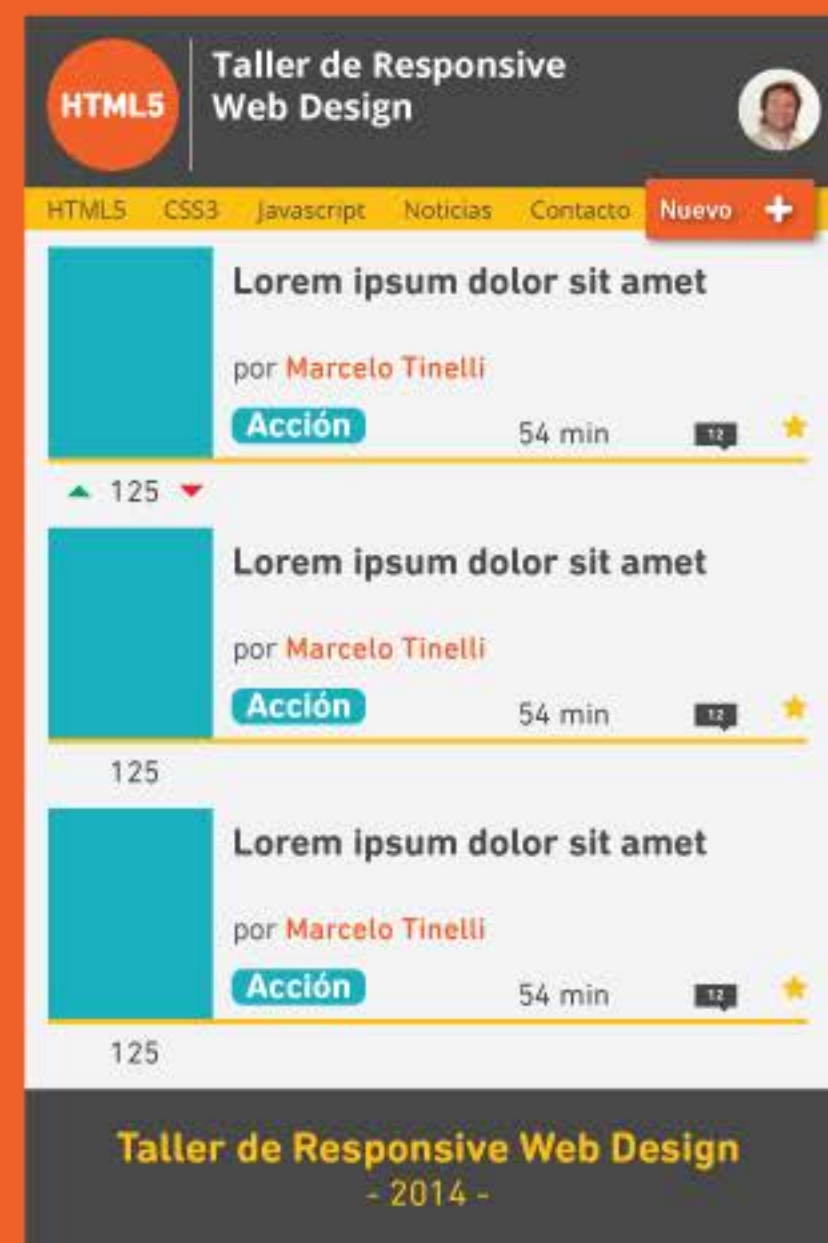 HTML5
Taller de Responsive
Web Design
HTML5 CSS3 Javascript Noticias Contacto Nuevo
Lorem ipsum dolor sit amet
por Marcelo Tinelli
Acción 54 min 12
125
Lorem ipsum dolor sit amet
por Marcelo Tinelli
Acción 54 min 12
125
Lorem ipsum dolor sit amet
por Marcelo Tinelli
Acción 54 min 12
125
Taller de Responsive Web Design
- 2014 -